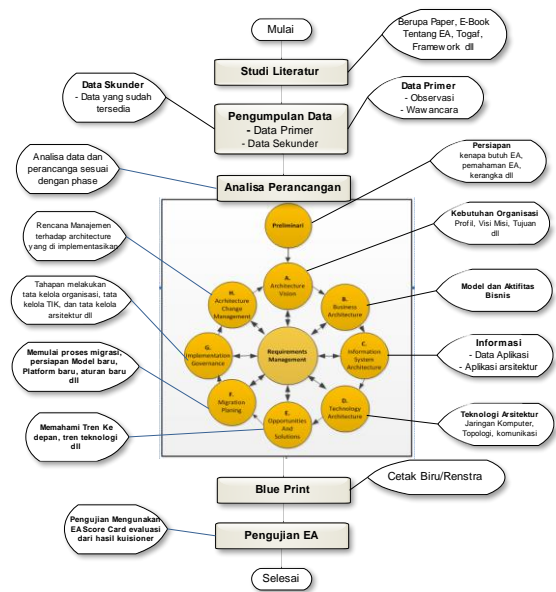 Mulai
Berupa Paper, E-Book
Tentang EA, Togaf,
Framework dll
Studi Literatur
Data Skunder
- Data yang sudah
tersedia
Pengumpulan Data
- Data Primer
- Data Sekunder
Data Primer
- Observasi
- Wawancara
Analisa data dan
perancanga sesuai
dengan phase
Analisa Perancangan
Persiapan
kenapa butuh EA,
pemahaman EA,
kerangka dll
Preliminari
Rencana Manajemen
terhadap architecture
yang di implementasikan
Kebutuhan Organisasi
Profil, Visi Misi, Tujuan
dll
A.
Architecture
Vision
H.
Acrhitecture
Change
Management
B.
Business
Architecture
Model dan Aktifitas
Bisnis
Tahapan melakukan
tata kelola organisasi, tata
kelola TIK, dan tata kelola
arsitektur dll
G.
Implementation
Governance
Requirements
Management
C.
Information
System
Architecture
Informasi
- Data Aplikasi
- Aplikasi arsitektur
Memulai proses migrasi,
persiapan Model baru,
Platform baru, aturan baru
dll
F.
Migration
Planing
D.
Technology
Architecture
Teknologi Arsitektur
Jaringan Komputer,
Topologi, komunikasi
Memahami Tren Ke
depan, tren teknologi
dll
E.
Opportunities
And
Solutions
Blue Print
Cetak Biru/Renstra
Pengujian Mengunakan
EA Score Card evaluasi
dari hasil kuisioner
Pengujian EA
Selesai